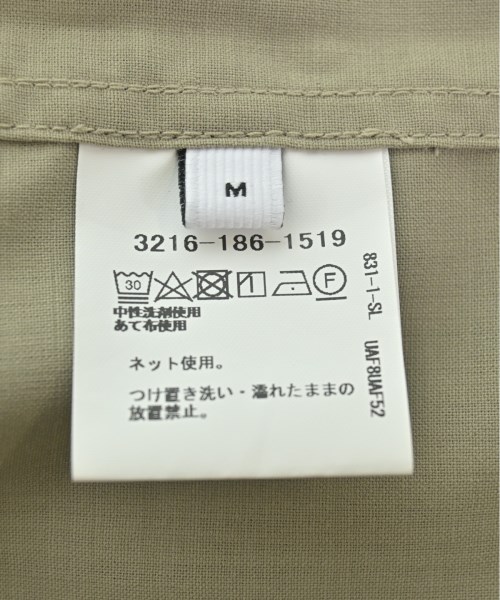 M
3216-186-1519
30 F
中性洗剤使用
あて布使用
ネット使用。
つけ置き洗い・濡れたままの
放置禁止。
831-1-SL UAF8UAF52